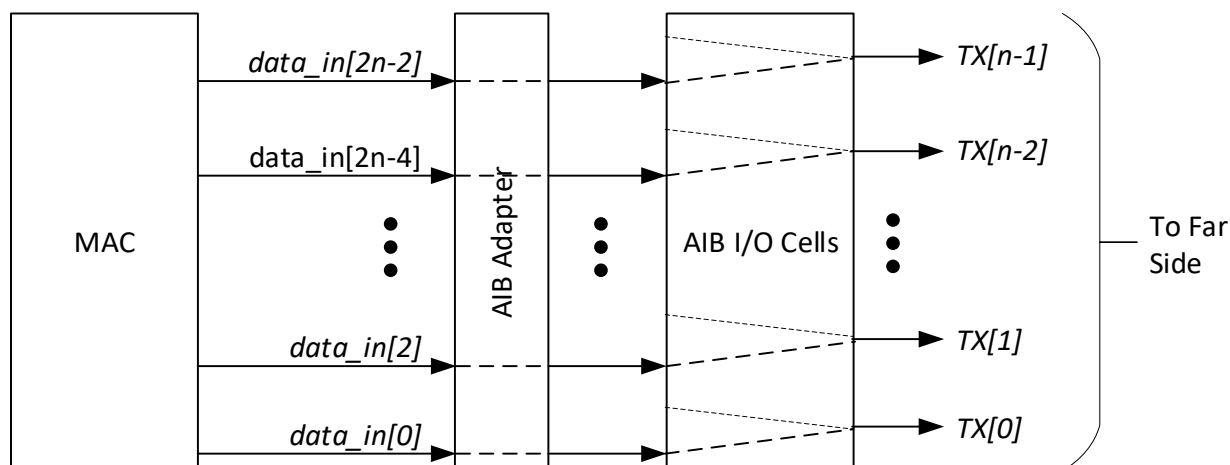 data_in[2n-2]
TX[n-1]
data_in[2n-4]
TX[n-2]
MAC
AIB Adapter
AIB I/O Cells
To Far
Side
data_in[2]
TX[1]
data_in[0]
TX[0]